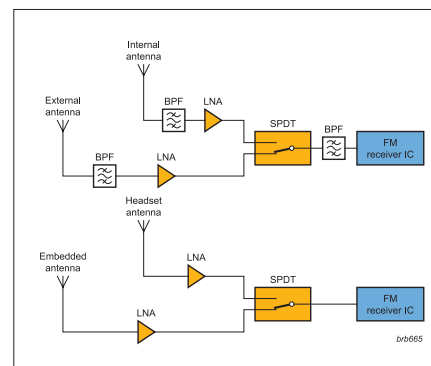 Internal
antenna
BPF
LNA
External
antenna
SPDT
BPF
FM
receiver IC
BPF
LNA
Headset
antenna
Embedded
antenna
LNA
SPDT
FM
receiver IC
LNA
brb665